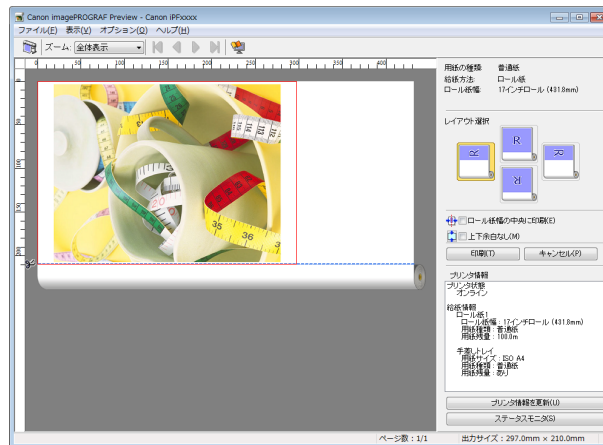 Canon imagePROGRAF Preview - Canon iPFxxxx
ファイル(F) 表示(V) オプション(O) ヘルプ(H)
ズーム: 全体表示
0 50 100 150 200 250 300 350 400
用紙の種類 普通紙
給紙方法: ロール紙
ロール紙幅: 17インチロール (431.8mm)
レイアウト選択
R
R
R
R
ロール紙幅の中央に印刷(E)
上下余白なし(M)
印刷(T) キャンセル(P)
プリンタ情報
プリンタ状態
オンライン
給紙情報
ロール紙1
ロール紙幅 : 17インチロール (431.8mm)
用紙種類 : 普通紙
用紙残量 : 100.0m
手差しトレイ
用紙サイズ : ISO A4
用紙種類 : 普通紙
用紙残量 : あり
プリンタ情報を更新(U)
ステータスモニタ(S)
ページ数 : 1/1 出力サイズ : 297.0mm × 210.0mm